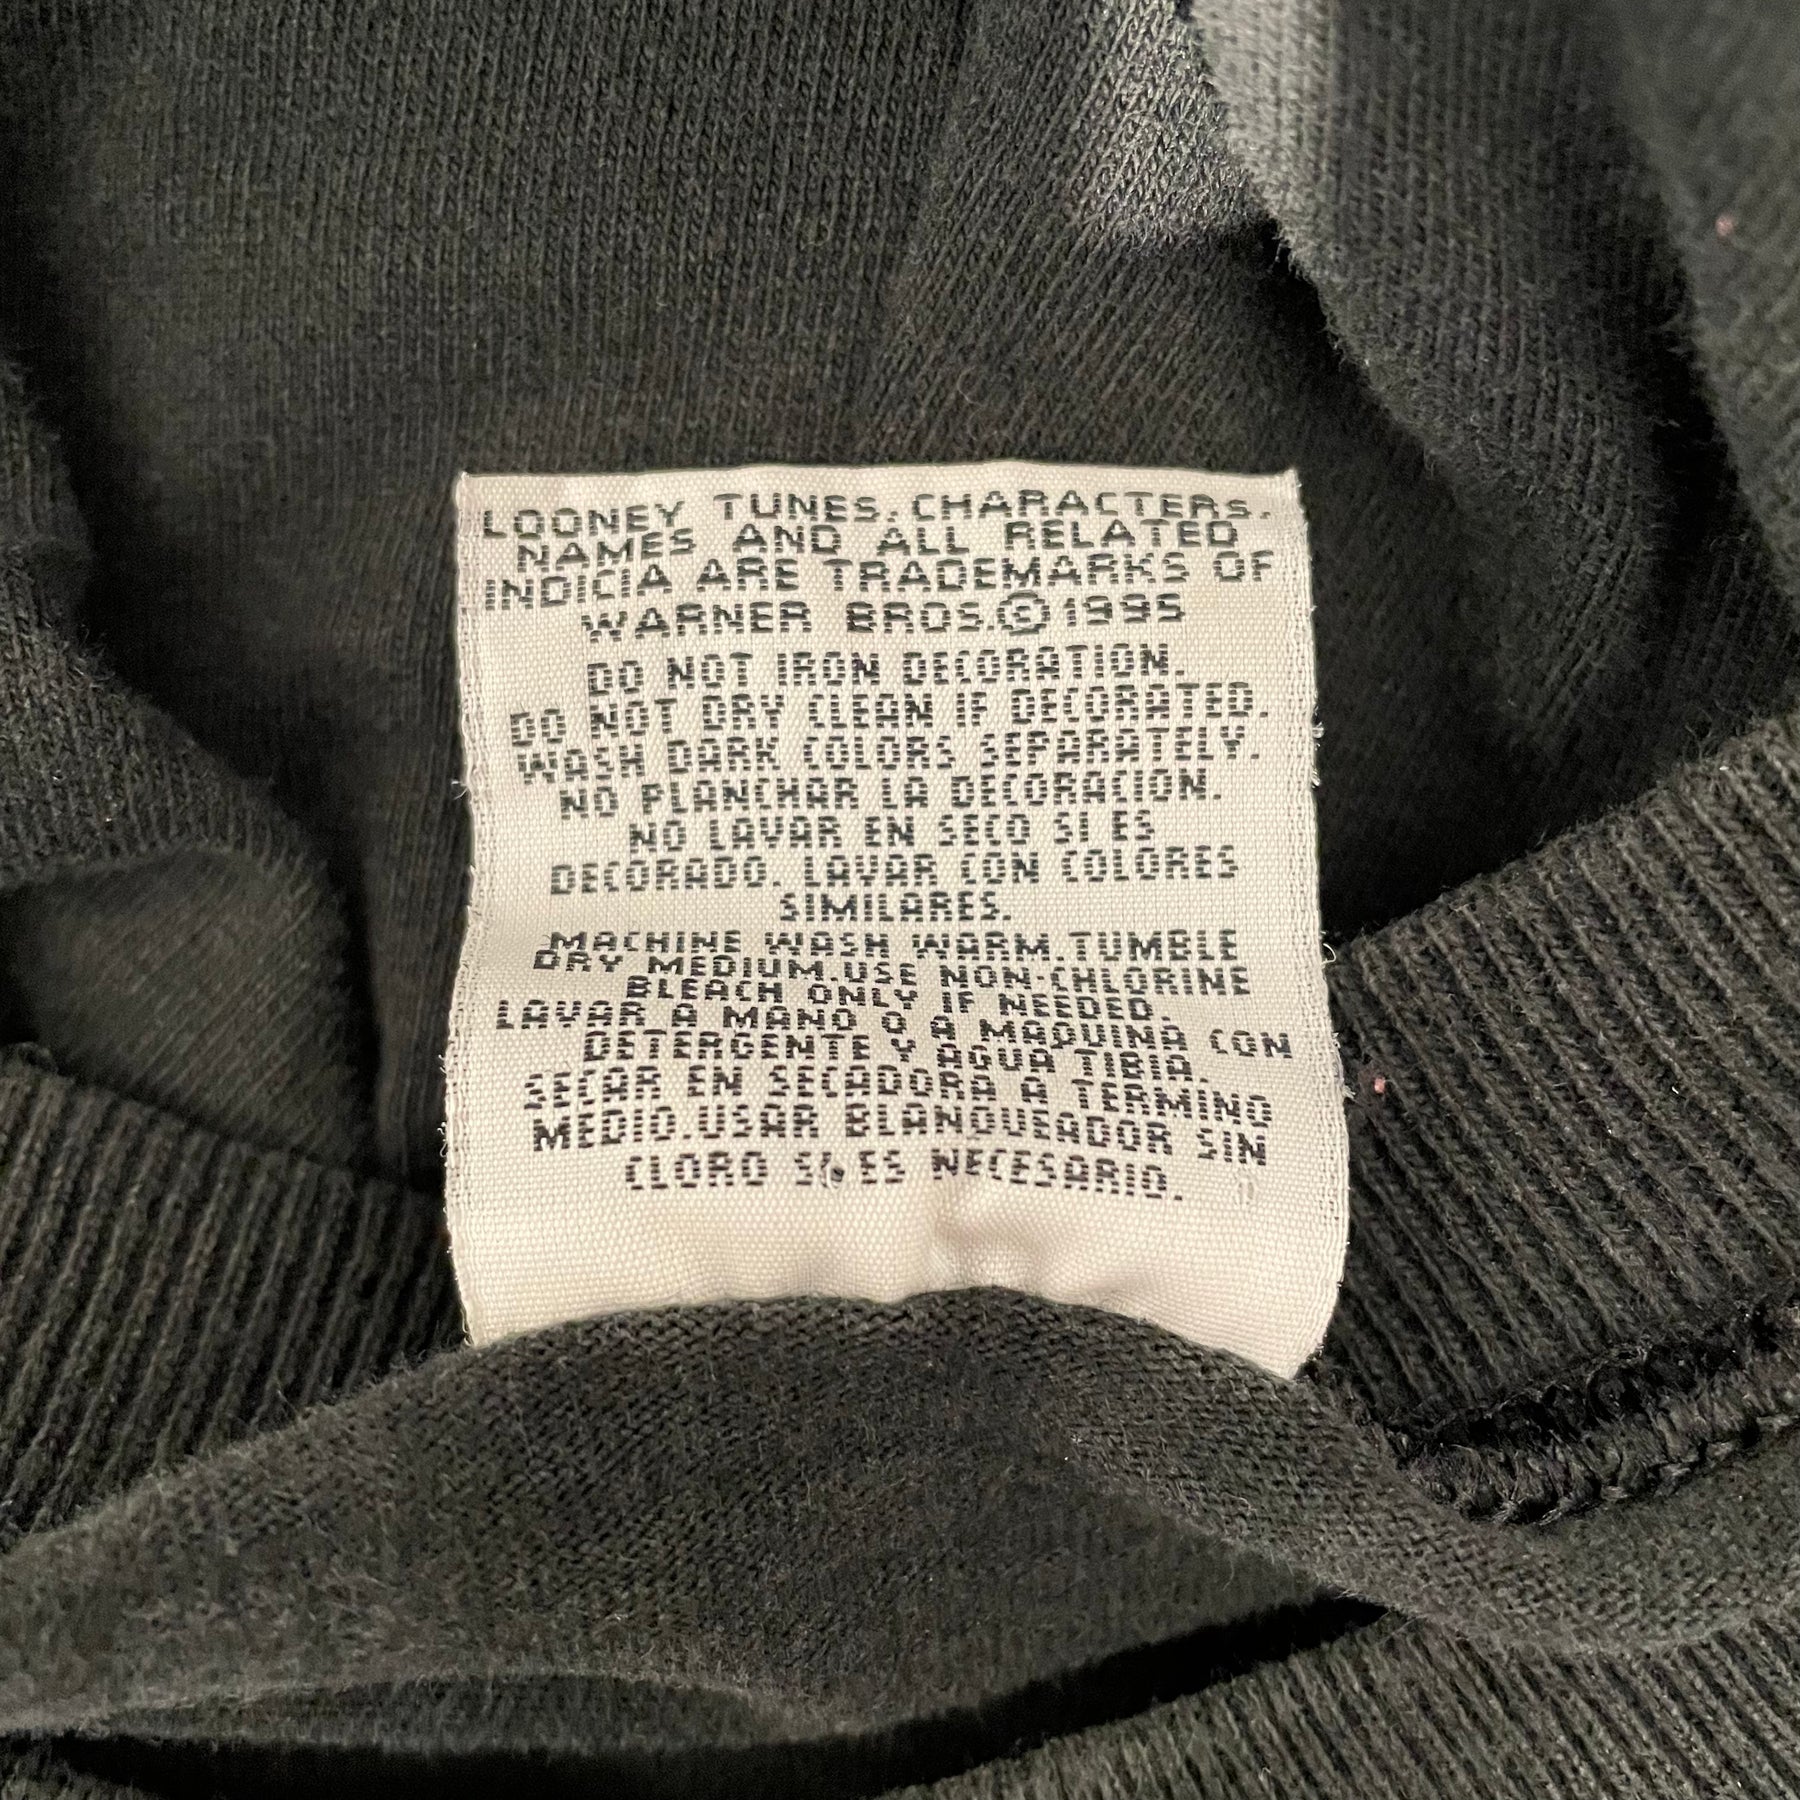 LOONEY TUNES, CHARACTERS,
NAMES AND ALL RELATED
INDICIA ARE TRADEMARKS OF
WARNER BROS. © 1995
DO NOT IRON DECORATION.
DO NOT DRY CLEAN IF DECORATED.
WASH DARK COLORS SEPARATELY.
NO PLANCHAR LA DECORACION.
NO LAVAR EN SECO SI ES
DECORADO. LAVAR CON COLORES
SIMILARES.
MACHINE WASH WARM. TUMBLE
DRY MEDIUM. USE NON-CHLORINE
BLEACH ONLY IF NEEDED.
LAVAR A MANO O A MAQUINA CON
DETERGENTE Y AGUA TIBIA.
SECAR EN SECADORA A TERMINO
MEDIO. USAR BLANQUEADOR SIN
CLORO SI ES NECESARIO.